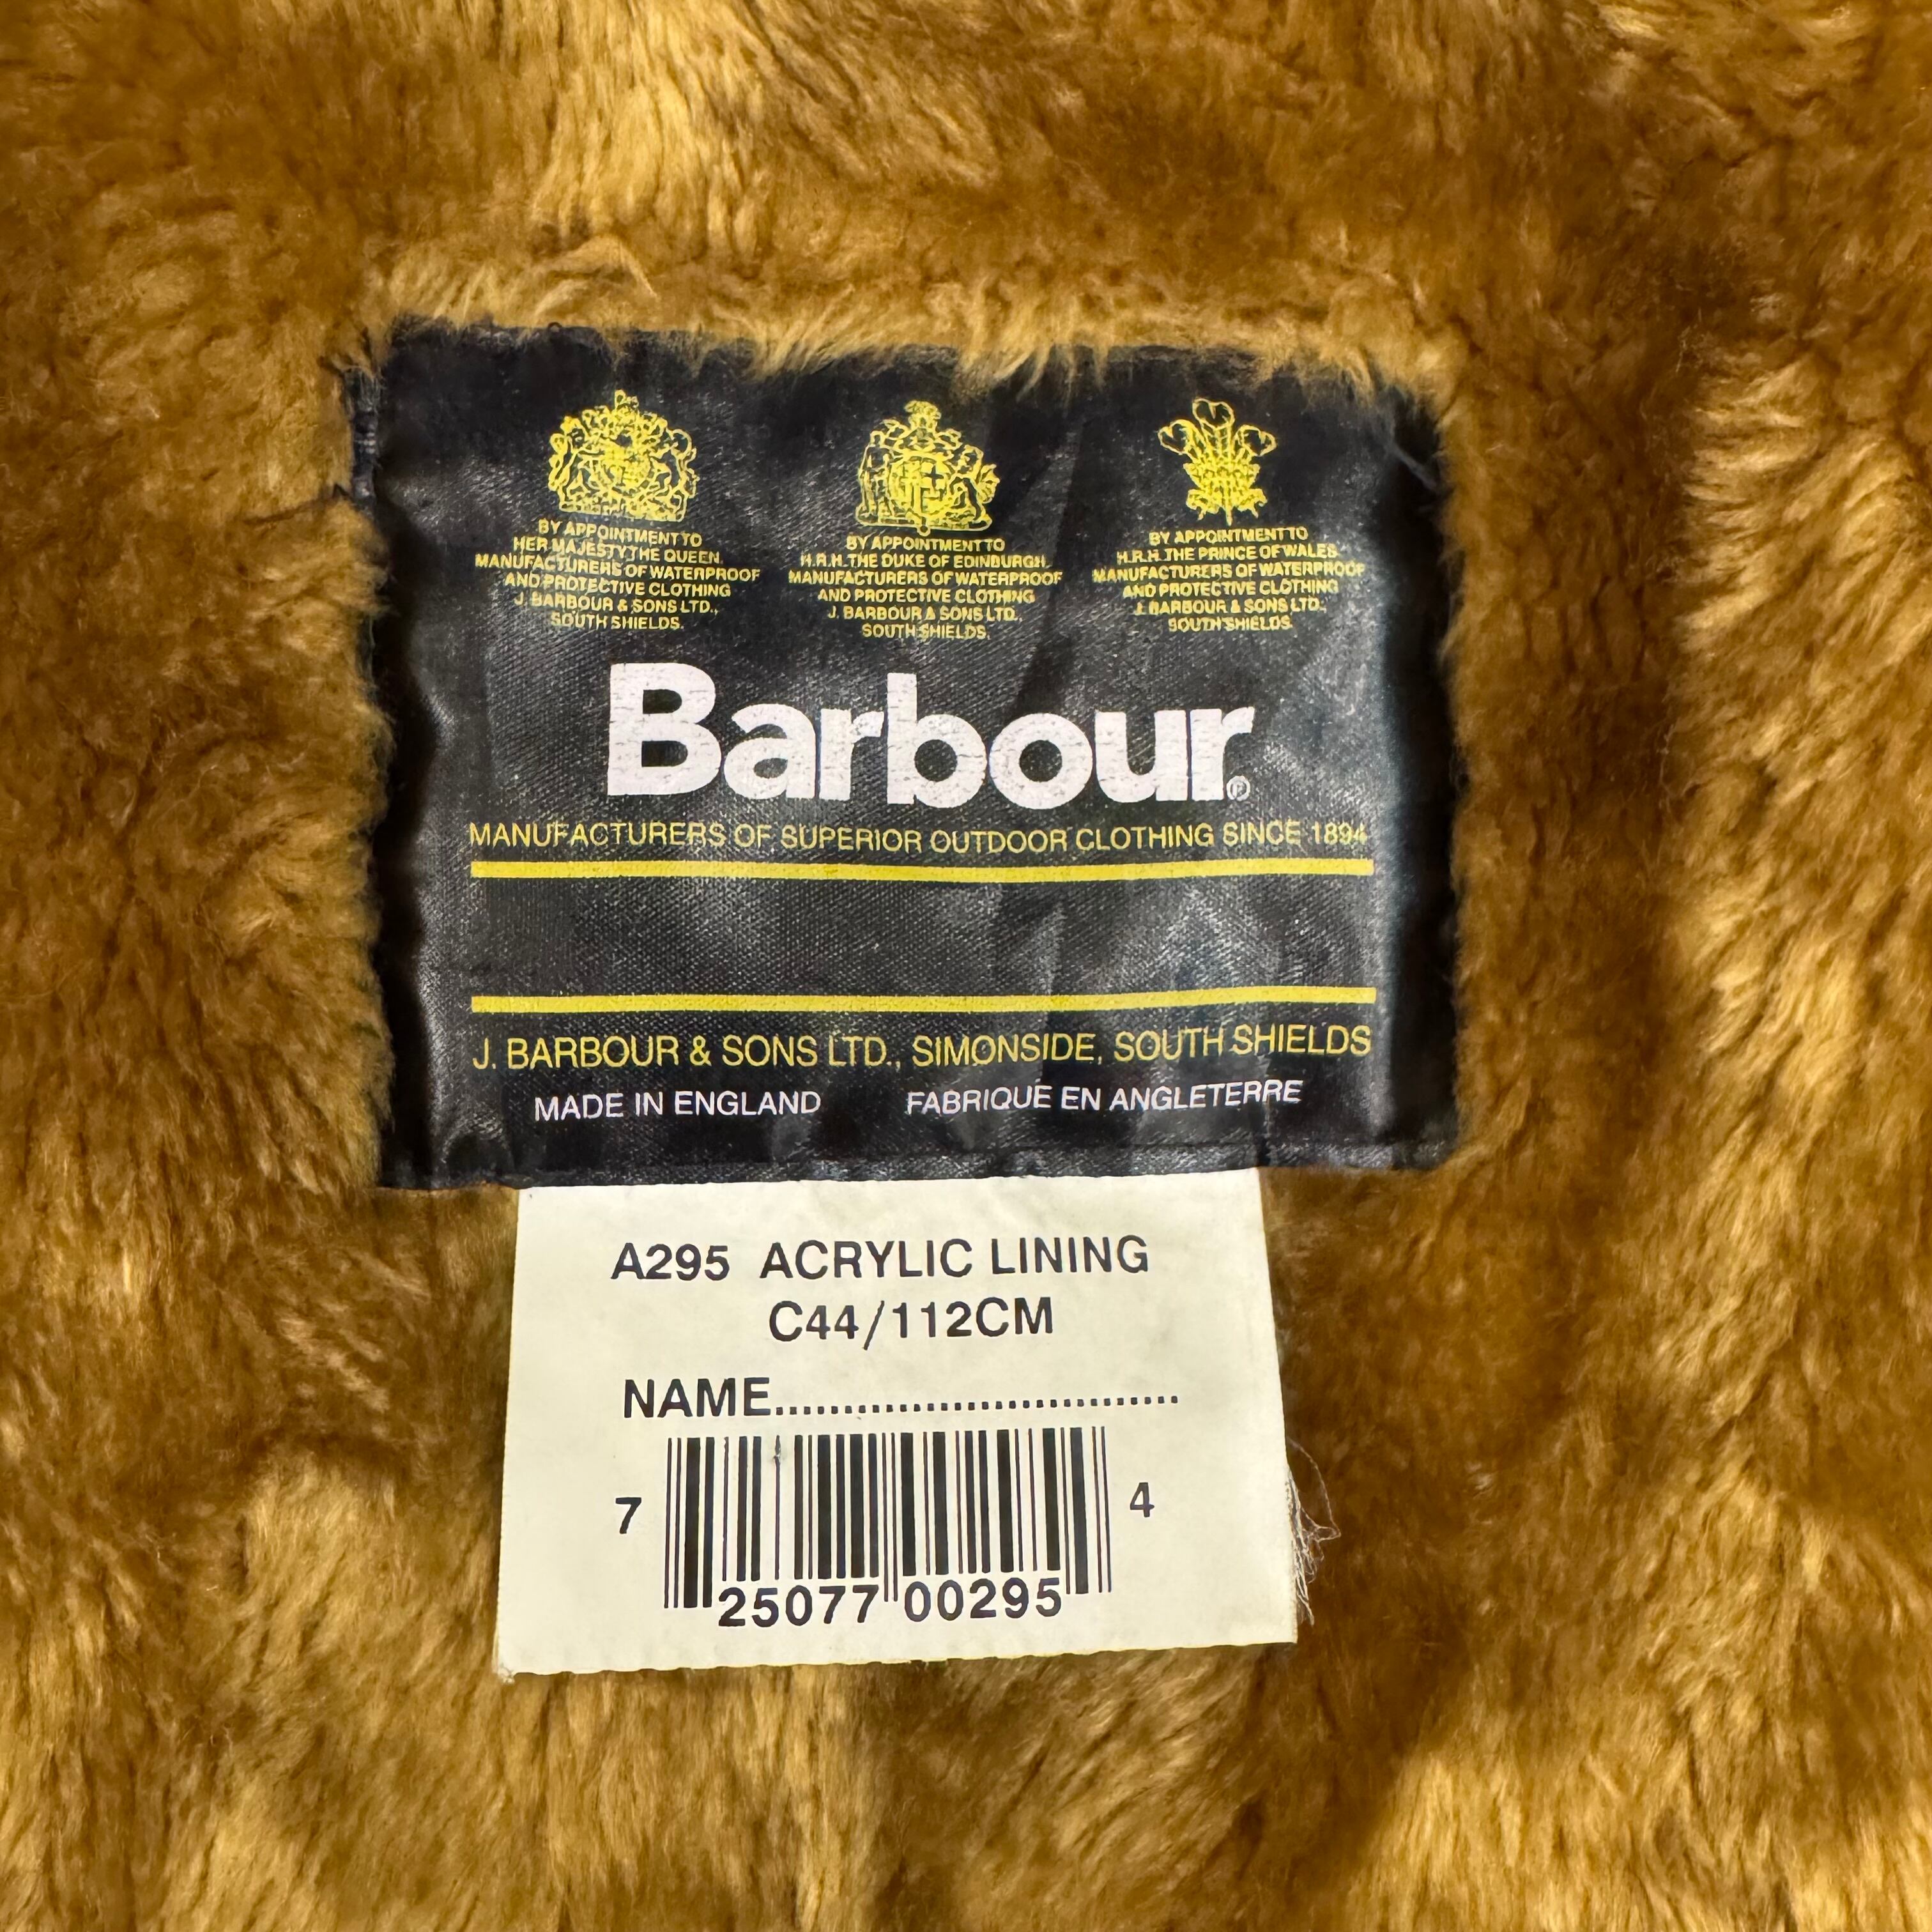 BY APPOINTMENT TO
HER MAJESTY THE QUEEN
MANUFACTURERS OF WATERPROOF
AND PROTECTIVE CLOTHING
J. BARBOUR & SONS LTD.,
SOUTH SHIELDS.
BY APPOINTMENT TO
H.R.H. THE DUKE OF EDINBURGH
MANUFACTURERS OF WATERPROOF
AND PROTECTIVE CLOTHING
J. BARBOUR & SONS LTD.,
SOUTH SHIELDS.
BY APPOINTMENT TO
H.R.H. THE PRINCE OF WALES
MANUFACTURERS OF WATERPROOF
AND PROTECTIVE CLOTHING
J. BARBOUR & SONS LTD.
SOUTH SHIELDS.
Barbour®
MANUFACTURERS OF SUPERIOR OUTDOOR CLOTHING SINCE 1894
J. BARBOUR & SONS LTD., SIMONSIDE, SOUTH SHIELDS
MADE IN ENGLAND FABRIQUE EN ANGLETERRE
A295 ACRYLIC LINING
C44/112CM
NAME..............................
7 25077 00295 4